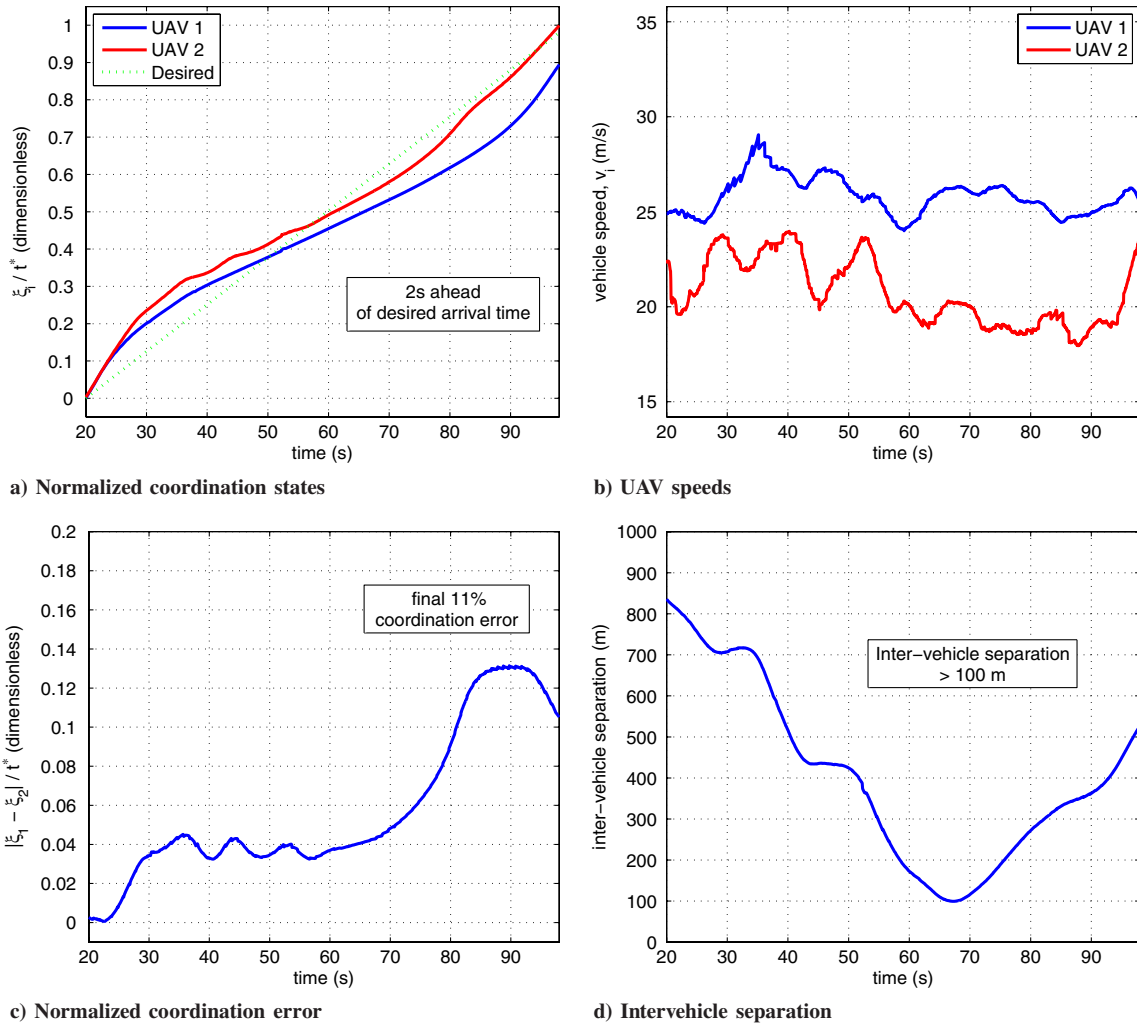 UAV 1
UAV 2
Desired
1
0.9
0.8
0.7
0.6
0.5
0.4
0.3
0.2
0.1
0
ξi / t* (dimensionless)
2s ahead
of desired arrival time
20 30 40 50 60 70 80 90
time (s)
a) Normalized coordination states
UAV 1
UAV 2
35
30
25
20
15
vehicle speed, vi (m/s)
20 30 40 50 60 70 80 90
time (s)
b) UAV speeds
0.2
0.18
0.16
0.14
0.12
0.1
0.08
0.06
0.04
0.02
0
|ξ1 − ξ2| / t* (dimensionless)
final 11%
coordination error
20 30 40 50 60 70 80 90
time (s)
c) Normalized coordination error
1000
900
800
700
600
500
400
300
200
100
0
inter−vehicle separation (m)
Inter−vehicle separation
> 100 m
20 30 40 50 60 70 80 90
time (s)
d) Intervehicle separation